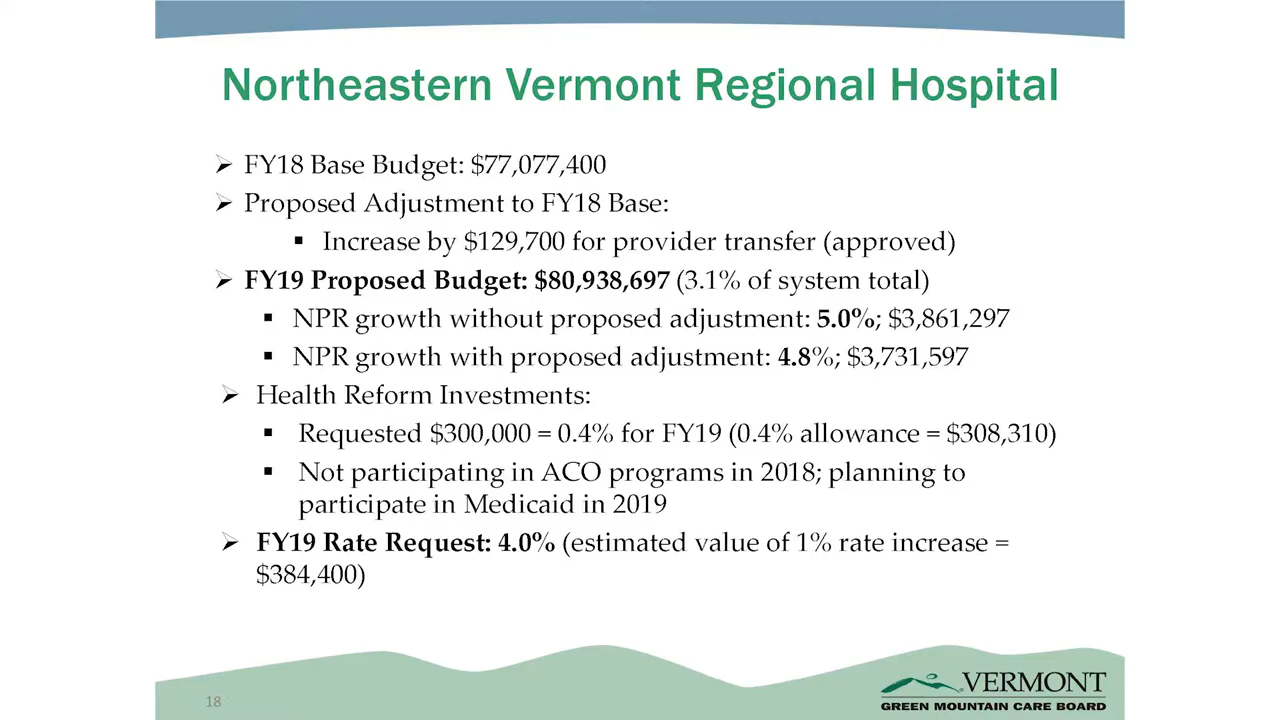 Northeastern Vermont Regional Hospital
➢ FY18 Base Budget: $77,077,400
➢ Proposed Adjustment to FY18 Base:
▪ Increase by $129,700 for provider transfer (approved)
➢ FY19 Proposed Budget: $80,938,697 (3.1% of system total)
▪ NPR growth without proposed adjustment: 5.0%; $3,861,297
▪ NPR growth with proposed adjustment: 4.8%; $3,731,597
➢ Health Reform Investments:
▪ Requested $300,000 = 0.4% for FY19 (0.4% allowance = $308,310)
▪ Not participating in ACO programs in 2018; planning to
participate in Medicaid in 2019
➢ FY19 Rate Request: 4.0% (estimated value of 1% rate increase =
$384,400)
18
VERMONT
GREEN MOUNTAIN CARE BOARD